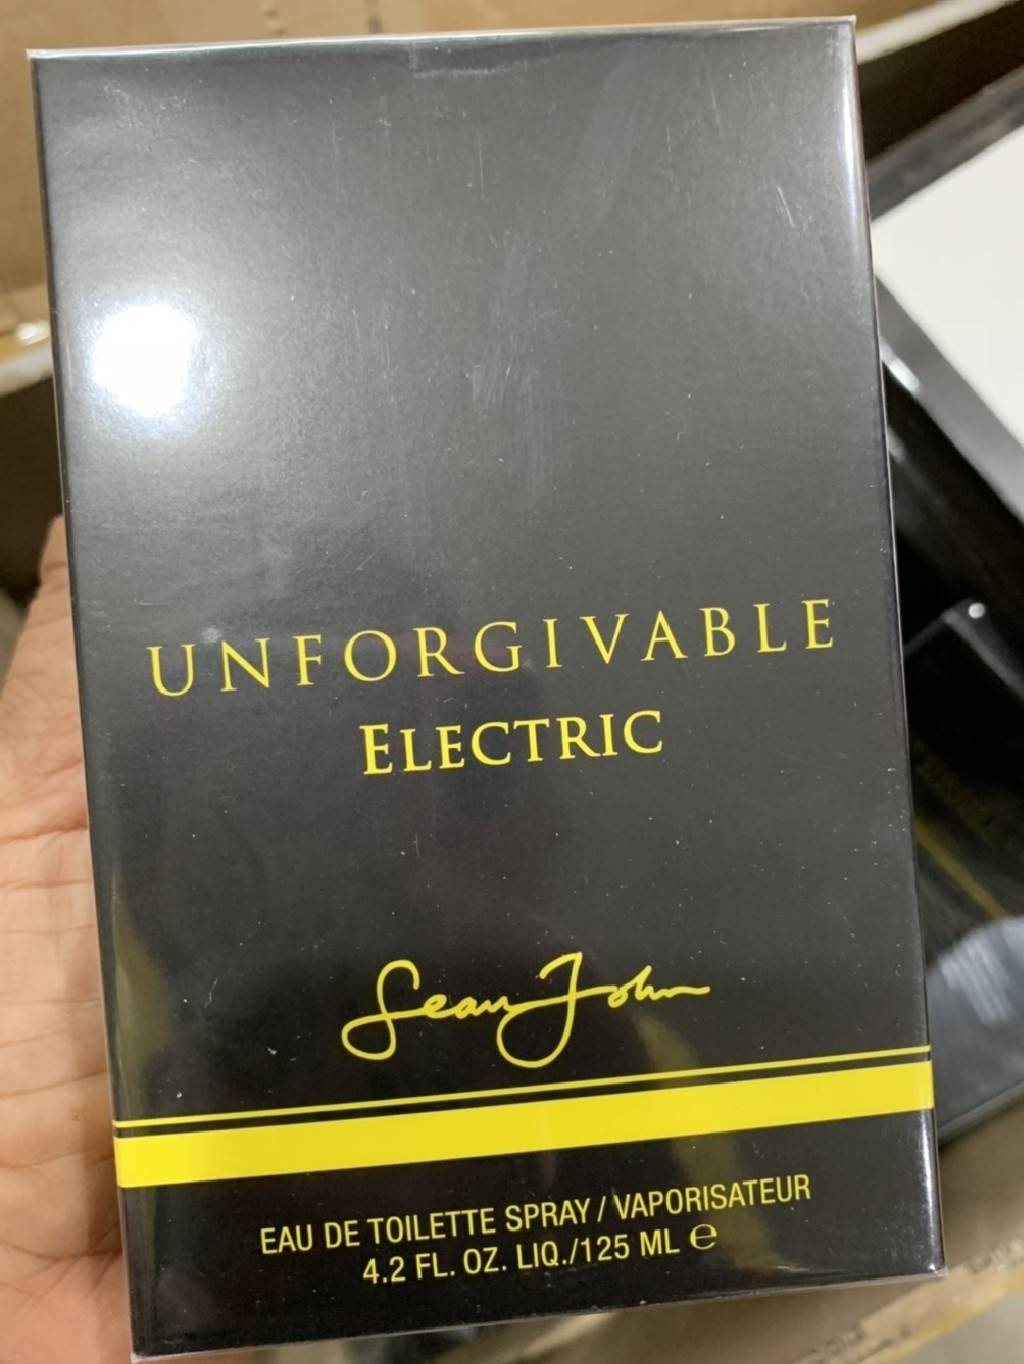 UNFORGIVABLE
ELECTRIC
Sean John
EAU DE TOILETTE SPRAY / VAPORISATEUR
4.2 FL. OZ. LIQ./125 ML ℮